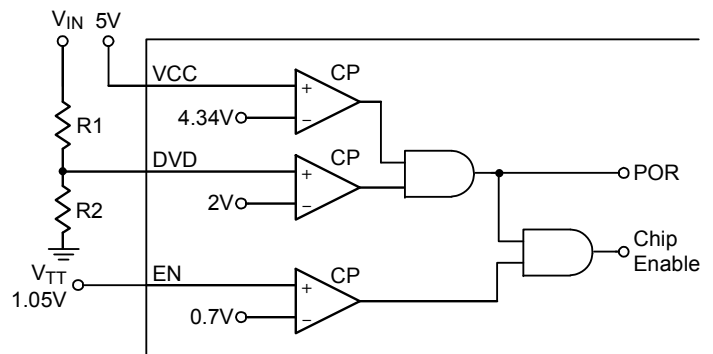 VIN 5V
VCC
CP
+
4.34V
−
R1
DVD
CP
+
POR
R2
2V
−
Chip
Enable
VTT
1.05V
EN
CP
+
0.7V
−